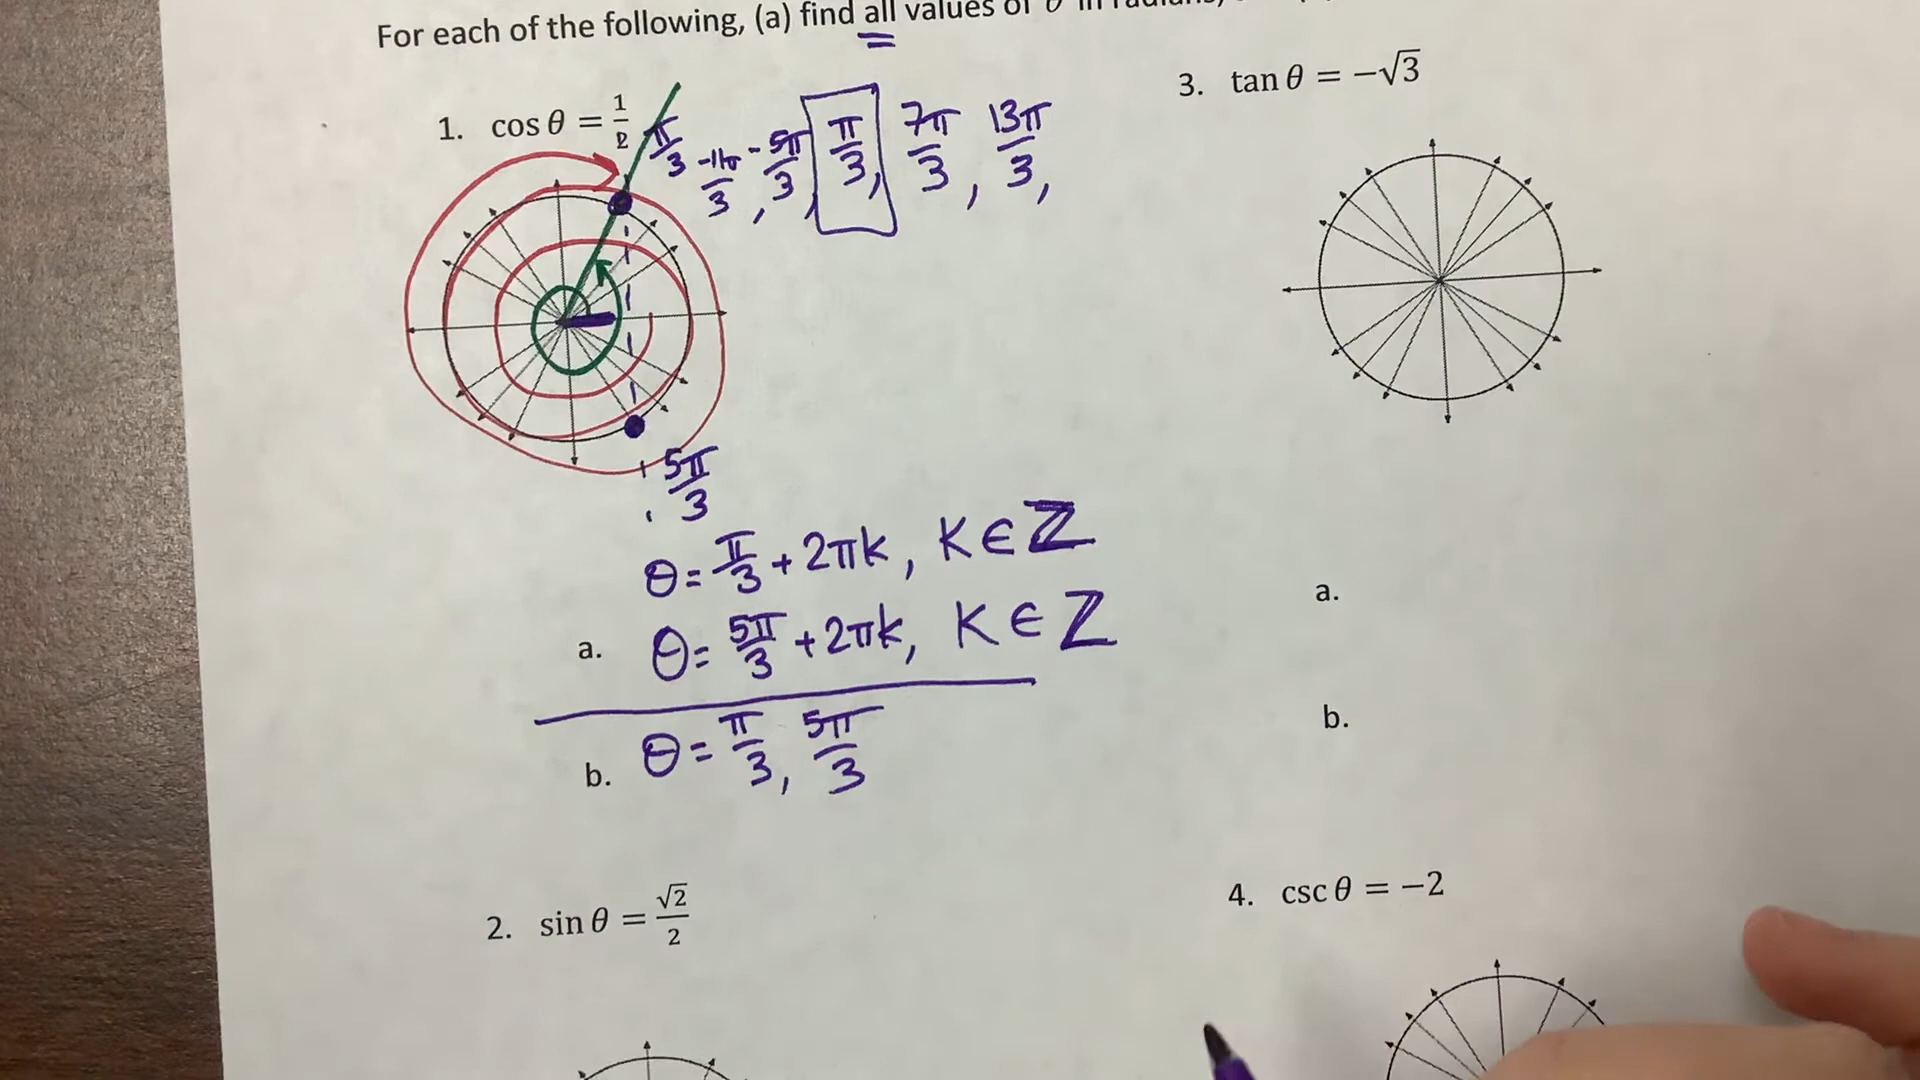 For each of the following, (a) find all values of θ in radians,
1. cos θ = 1/2
π/3
-11π/3, -5π/3, π/3, 7π/3, 13π/3,
5π/3
θ = π/3 + 2πk, K ∈ ℤ
a. θ = 5π/3 + 2πk, K ∈ ℤ
b. θ = π/3, 5π/3
2. sin θ = √2/2
3. tan θ = −√3
a.
b.
4. csc θ = −2